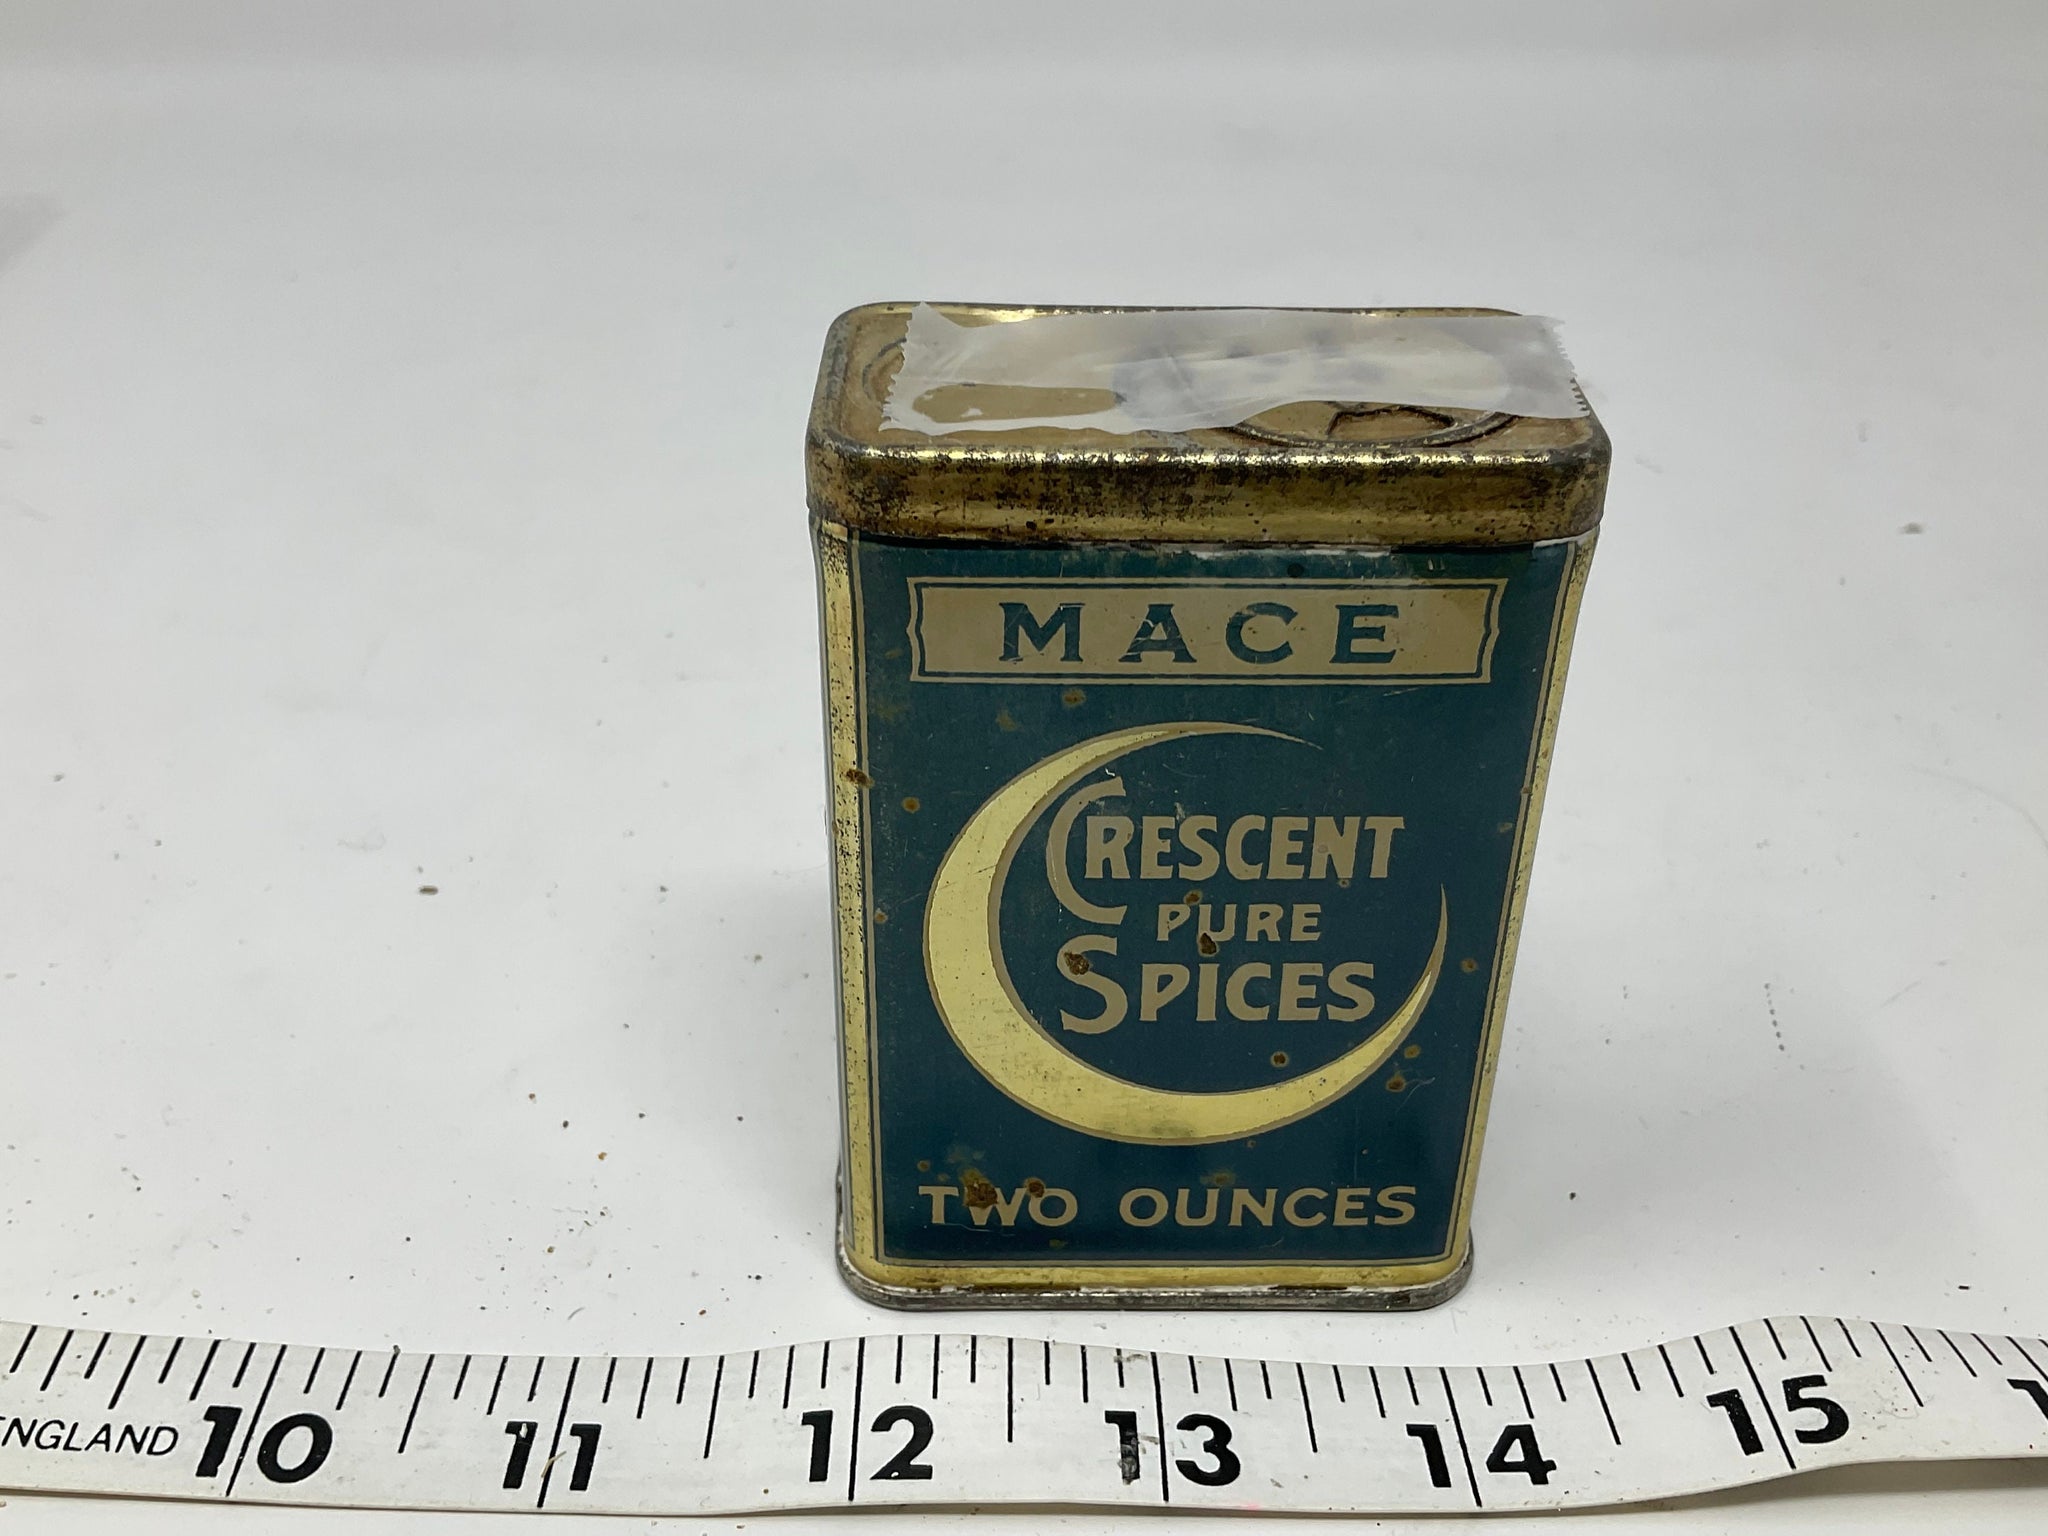 MACE
CRESCENT
PURE
SPICES
TWO OUNCES
ENGLAND 10 11 12 13 14 15